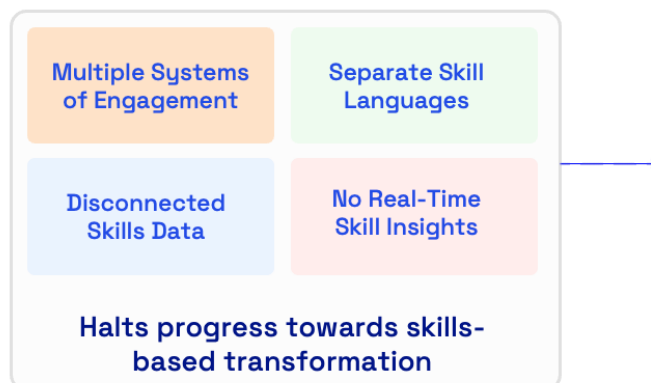 Multiple Systems
of Engagement
Separate Skill
Languages
Disconnected
Skills Data
No Real-Time
Skill Insights
Halts progress towards skills-
based transformation